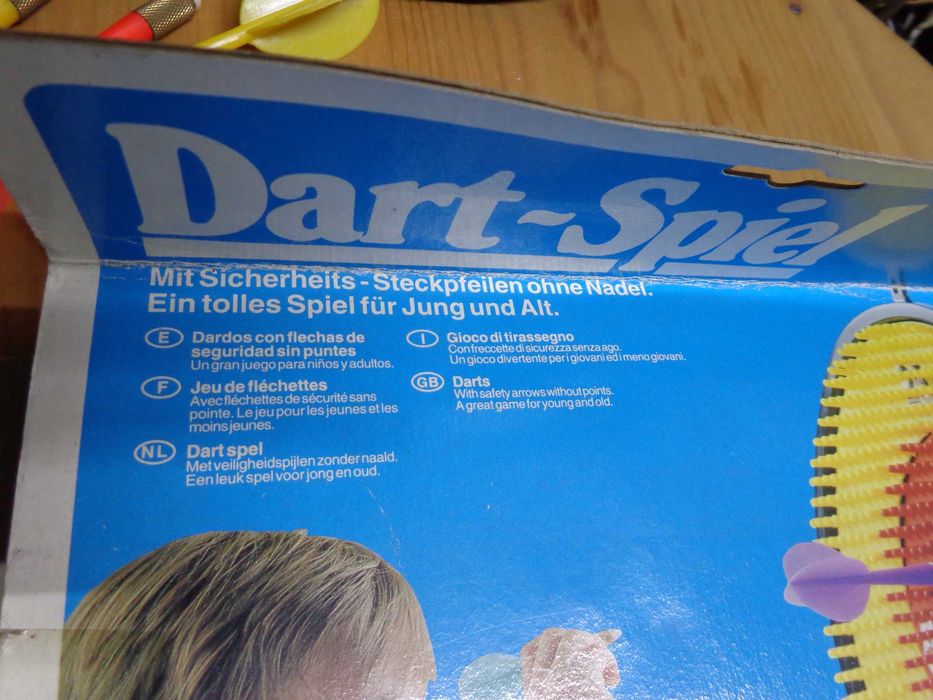 Dart-Spiel
Mit Sicherheits-Steckpfeilen ohne Nadel.
Ein tolles Spiel für Jung und Alt.
E Dardos con flechas de
seguridad sin puntes
Un gran juego para niños y adultos.
F Jeu de fléchettes
Avec fléchettes de sécurité sans
pointe. Le jeu pour les jeunes et les
moins jeunes.
NL Dart spel
Met veiligheidspijlen zonder naald.
Een leuk spel voor jong en oud.
I Gioco di tirassegno
Con freccette di sicurezza senza ago.
Un gioco divertente per i giovani ed i meno giovani.
GB Darts
With safety arrows without points.
A great game for young and old.